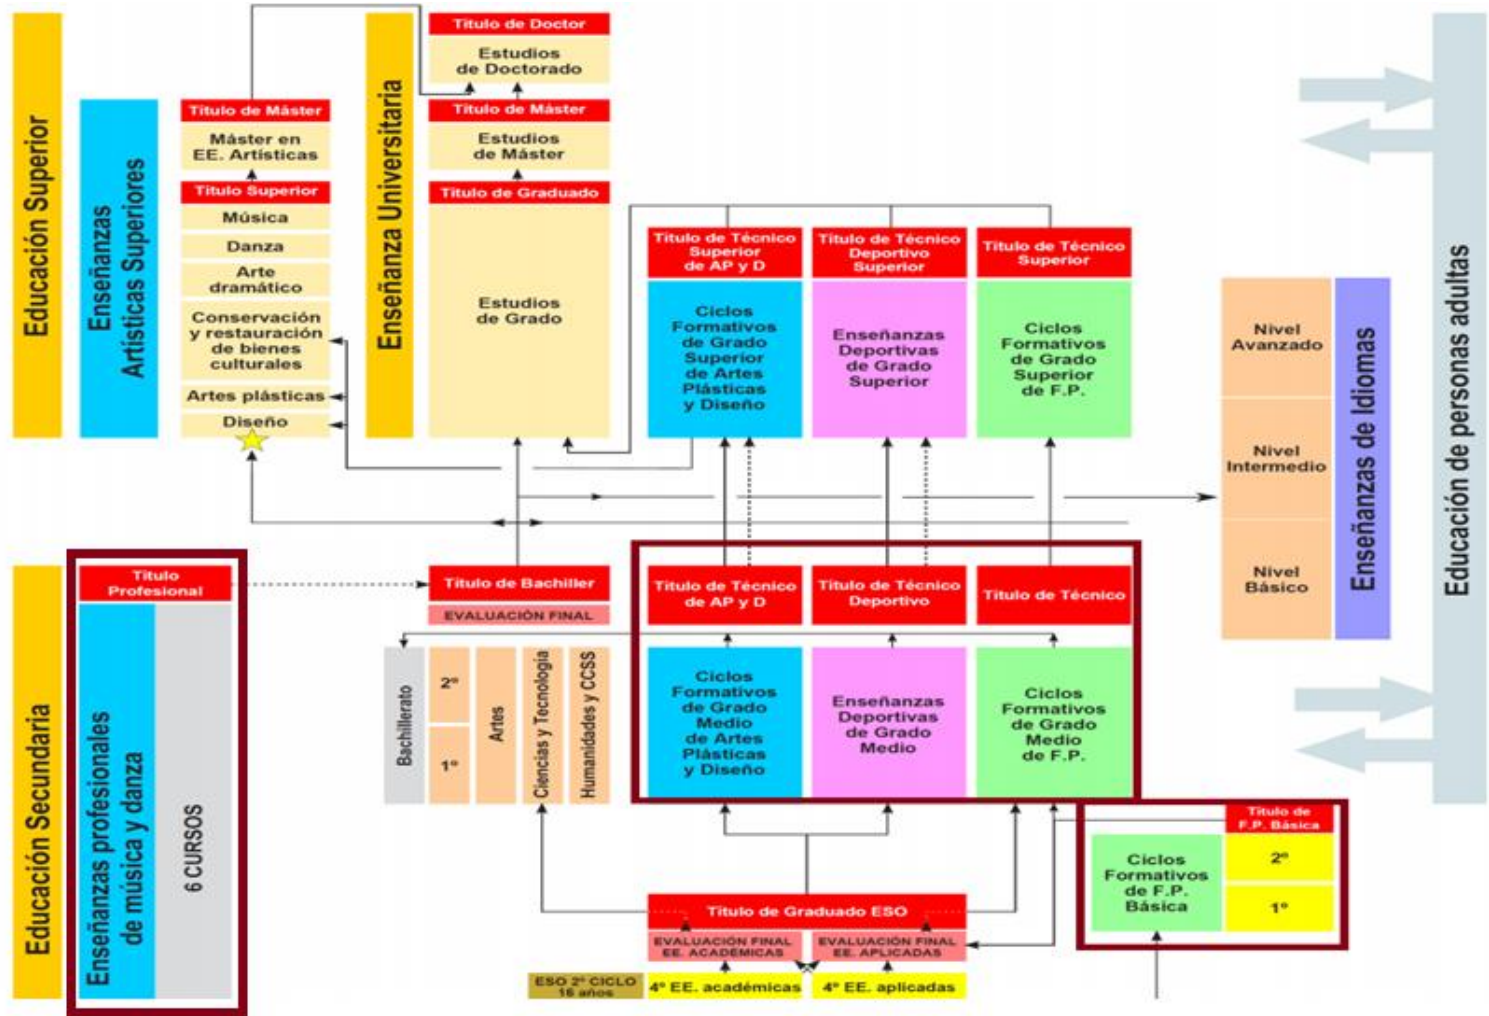 Educación Superior
Enseñanzas
Artísticas Superiores
Título de Máster
Máster en
EE. Artísticas
Título Superior
Música
Danza
Arte
dramático
Conservación
y restauración
de bienes
culturales
Artes plásticas
Diseño
Enseñanza Universitaria
Título de Doctor
Estudios
de Doctorado
Título de Máster
Estudios
de Máster
Título de Graduado
Estudios
de Grado
Título de Técnico
Superior
de AP y D
Ciclos
Formativos
de Grado
Superior
de Artes
Plásticas
y Diseño
Título de Técnico
Deportivo
Superior
Enseñanzas
Deportivas
de Grado
Superior
Título de Técnico
Superior
Ciclos
Formativos
de Grado
Superior
de F.P.
Nivel
Avanzado
Nivel
Intermedio
Nivel
Básico
Enseñanzas de Idiomas
Educación de personas adultas
Educación Secundaria
Título
Profesional
Enseñanzas profesionales
de música y danza
6 CURSOS
Título de Bachiller
EVALUACIÓN FINAL
Bachillerato
2º
1º
Artes
Ciencias y Tecnología
Humanidades y CCSS
Título de Técnico
de AP y D
Ciclos
Formativos
de Grado
Medio
de Artes
Plásticas
y Diseño
Título de Técnico
Deportivo
Enseñanzas
Deportivas
de Grado
Medio
Título de Técnico
Ciclos
Formativos
de Grado
Medio
de F.P.
Título de
F.P. Básica
Ciclos
Formativos
de F.P.
Básica
2º
1º
Título de Graduado ESO
EVALUACIÓN FINAL
EE. ACADÉMICAS
EVALUACIÓN FINAL
EE. APLICADAS
ESO 2º CICLO
16 años
4º EE. académicas
4º EE. aplicadas